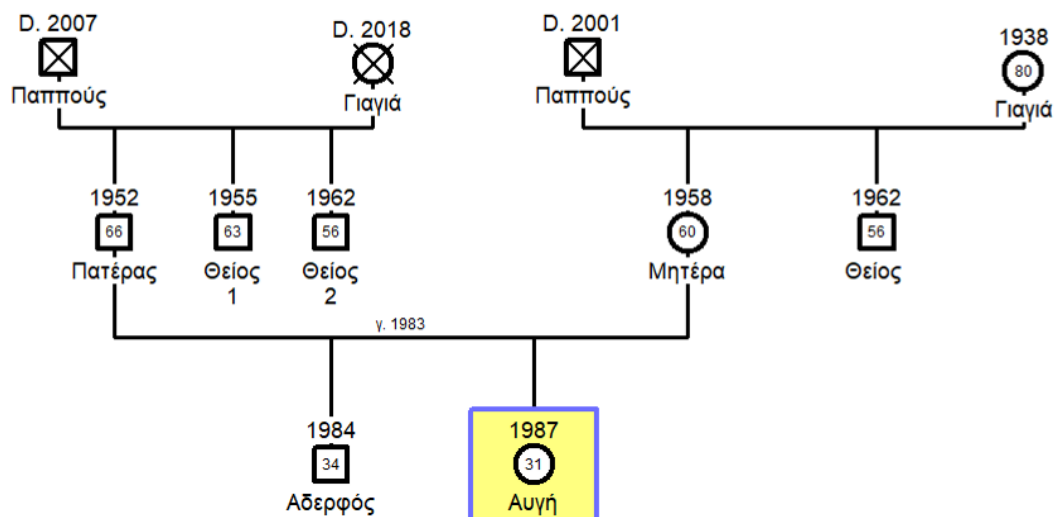 D. 2007
D. 2018
D. 2001
1938
80
Παππούς
Γιαγιά
Παππούς
Γιαγιά
1952
1955
1962
1958
1962
66
63
56
60
56
Πατέρας
Θείος
1
Θείος
2
Μητέρα
Θείος
γ. 1983
1984
1987
34
31
Αδερφός
Αυγή